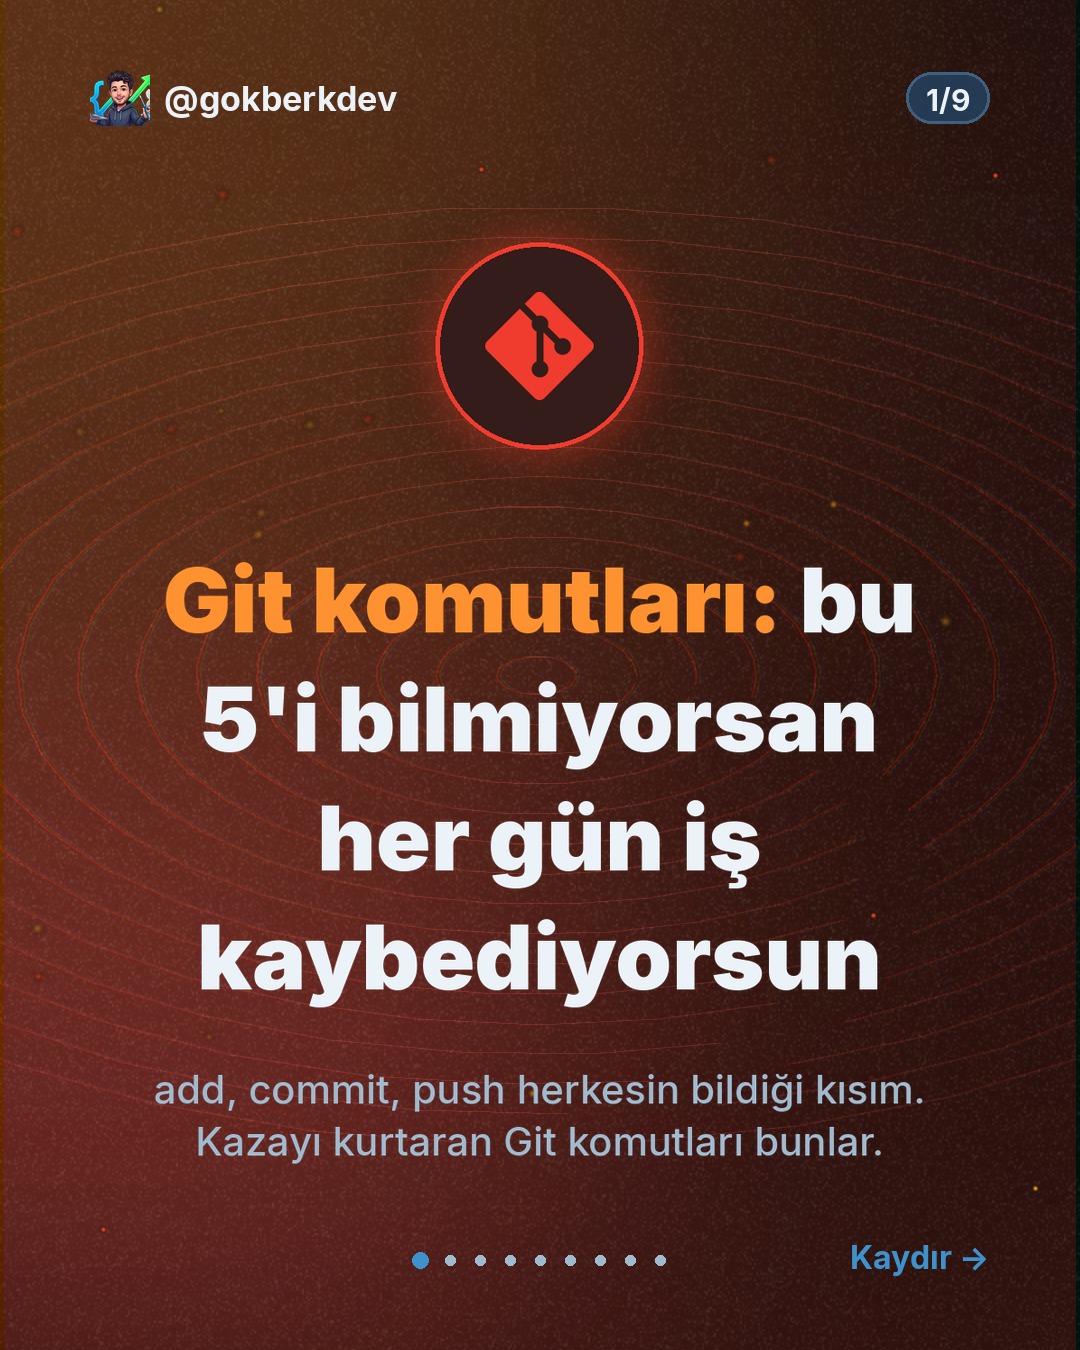 @gokberkdev
1/9
Git komutları: bu
5'i bilmiyorsan
her gün iş
kaybediyorsun
add, commit, push herkesin bildiği kısım.
Kazayı kurtaran Git komutları bunlar.
Kaydır →